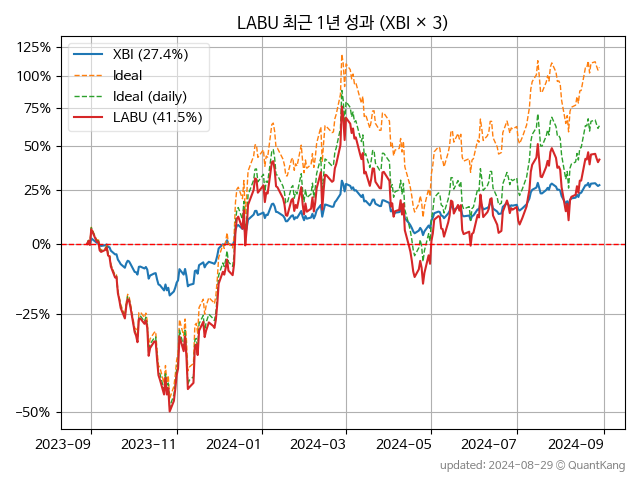 LABU 최근 1년 성과 (XBI × 3)
XBI (27.4%)
Ideal
Ideal (daily)
LABU (41.5%)
125%
100%
75%
50%
25%
0%
−25%
−50%
2023-09
2023-11
2024-01
2024-03
2024-05
2024-07
2024-09
updated: 2024-08-29 © QuantKang